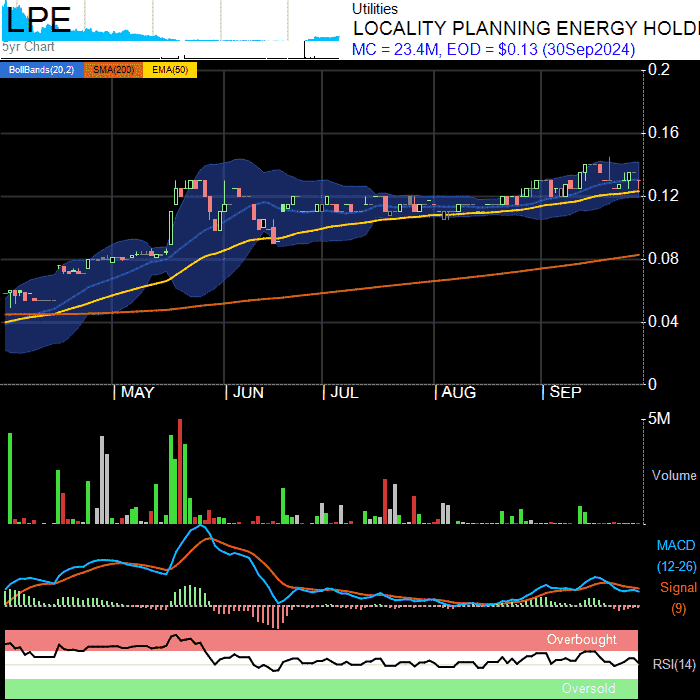 LPE
5yr Chart
Utilities
LOCALITY PLANNING ENERGY HOLDI
MC = 23.4M, EOD = $0.13 (30Sep2024)
BollBands(20,2) SMA(200) EMA(50)
0.2
0.16
0.12
0.08
0.04
0
MAY JUN JUL AUG SEP
5M
Volume
MACD
(12-26)
Signal
(9)
Overbought
RSI(14)
Oversold